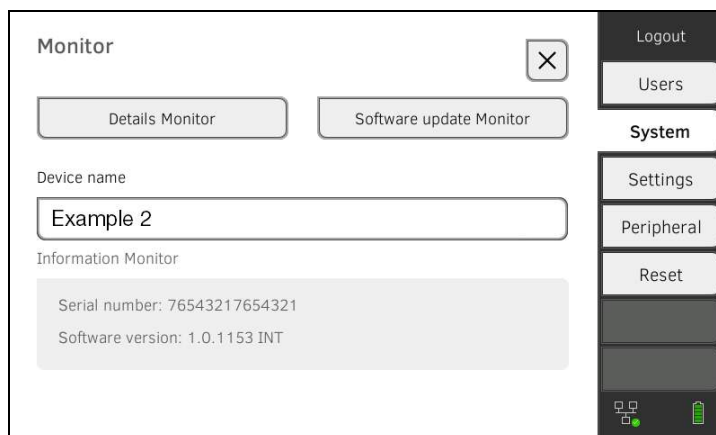 Monitor
Details Monitor
Software update Monitor
Device name
Example 2
Information Monitor
Serial number: 76543217654321
Software version: 1.0.1153 INT
Logout
Users
System
Settings
Peripheral
Reset